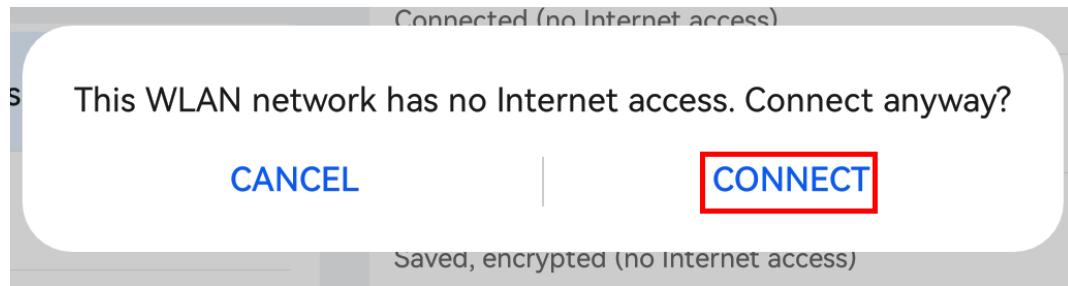 Connected (no Internet access)
s
This WLAN network has no Internet access. Connect anyway?
CANCEL
CONNECT
Saved, encrypted (no Internet access)